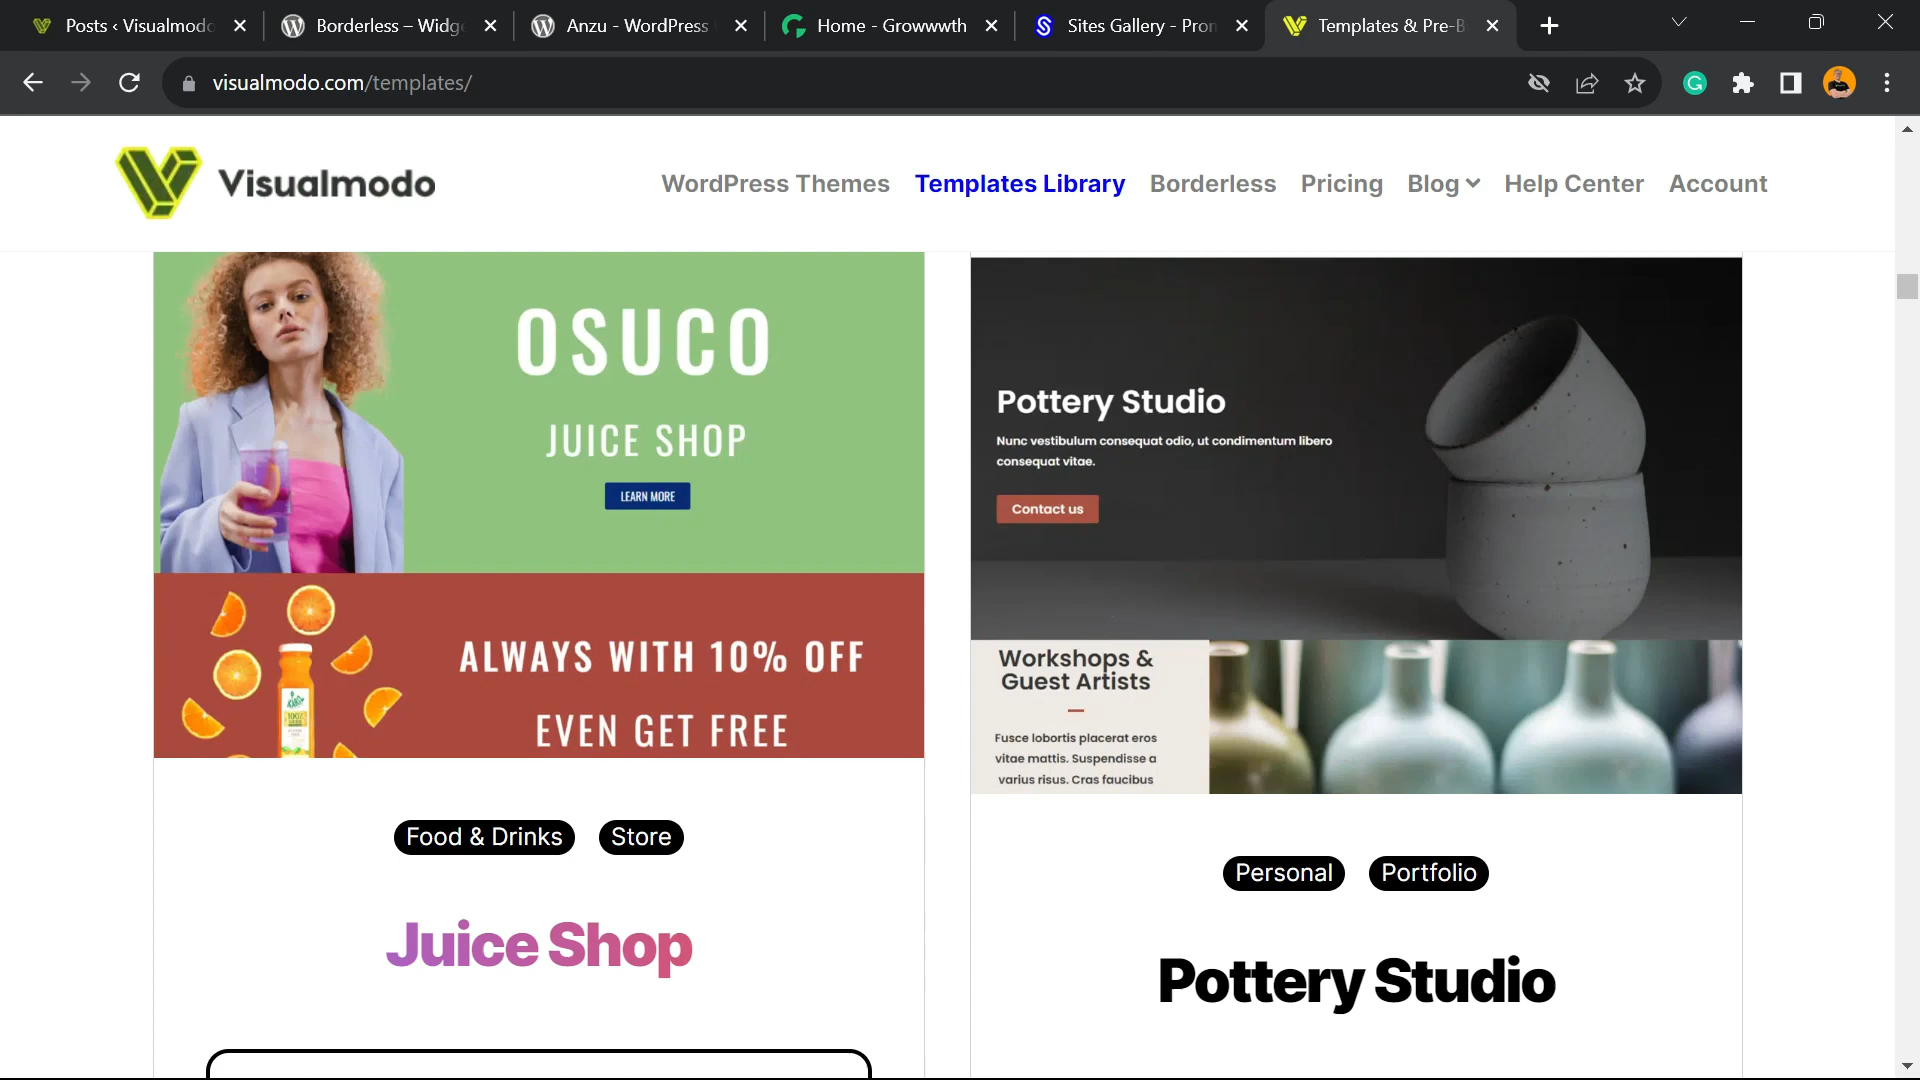 Posts ‹ Visualmodo
Borderless – Widge
Anzu - WordPress
Home - Growwwth
Sites Gallery - Pron
Templates & Pre-B
visualmodo.com/templates/
Visualmodo
WordPress Themes
Templates Library
Borderless
Pricing
Blog
Help Center
Account
OSUCO
JUICE SHOP
LEARN MORE
ALWAYS WITH 10% OFF
EVEN GET FREE
Food & Drinks
Store
Juice Shop
Pottery Studio
Nunc vestibulum consequat odio, ut condimentum libero
consequat vitae.
Contact us
Workshops &
Guest Artists
Fusce lobortis placerat eros
vitae mattis. Suspendisse a
varius risus. Cras faucibus
Personal
Portfolio
Pottery Studio